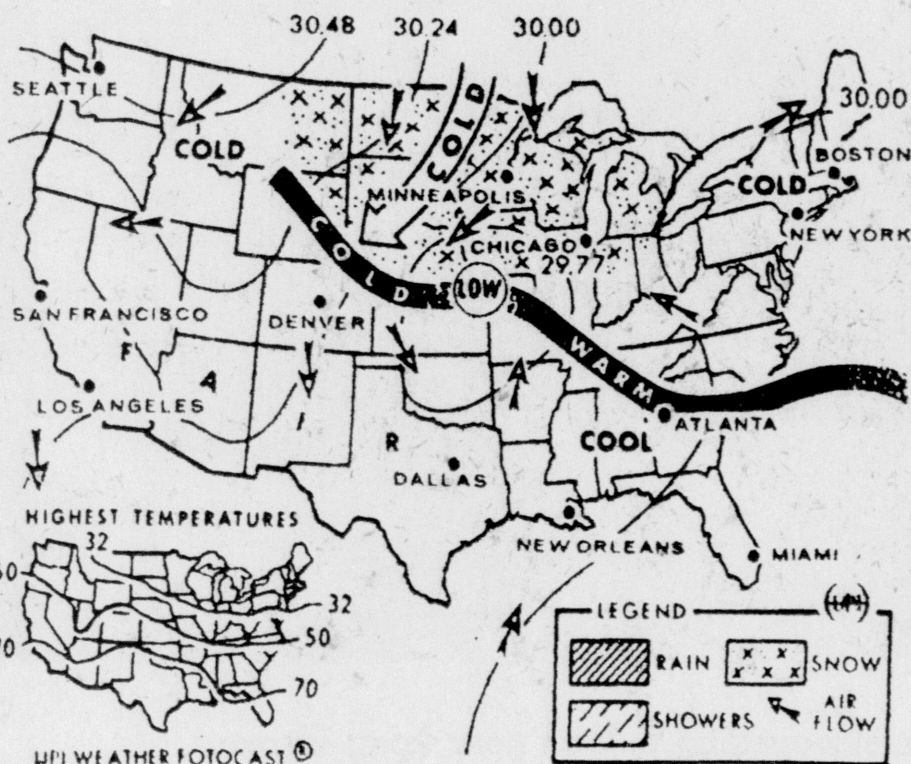 30.48 30.24 30.00
SEATTLE
COLD
COLD
30.00
MINNEAPOLIS
BOSTON
COLD
NEW YORK
CHICAGO
29.77
COLD
LOW
SAN FRANCISCO
DENVER
F
A
I
R
WARM
LOS ANGELES
ATLANTA
COOL
DALLAS
NEW ORLEANS
MIAMI
HIGHEST TEMPERATURES
32
32
50
70
LEGEND
RAIN
SNOW
SHOWERS
AIR
FLOW
UPI WEATHER FOTOCAST ®